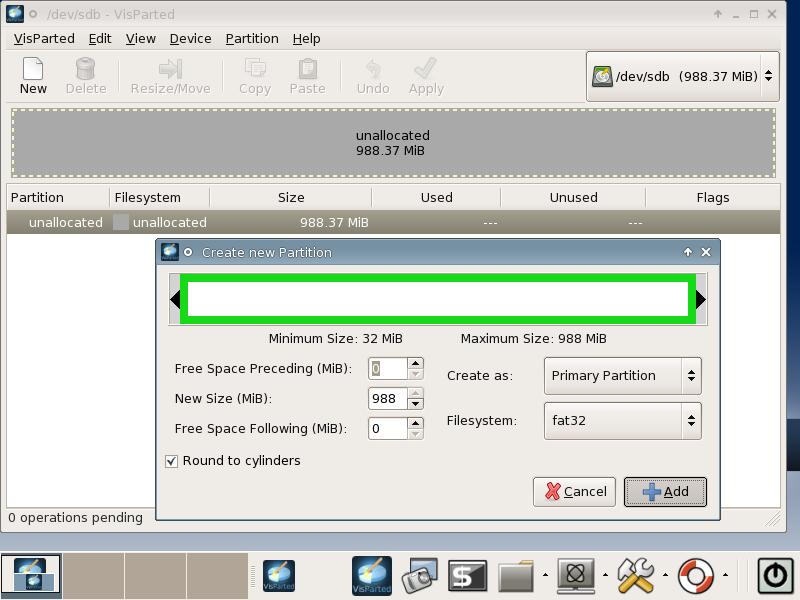 /dev/sdb - VisParted
VisParted Edit View Device Partition Help
New Delete Resize/Move Copy Paste Undo Apply
/dev/sdb (988.37 MiB)
unallocated
988.37 MiB
Partition Filesystem Size Used Unused Flags
unallocated unallocated 988.37 MiB --- ---
Create new Partition
Minimum Size: 32 MiB Maximum Size: 988 MiB
Free Space Preceding (MiB): 0
Create as: Primary Partition
New Size (MiB): 988
Filesystem: fat32
Free Space Following (MiB): 0
Round to cylinders
Cancel Add
0 operations pending
VisParted VisParted